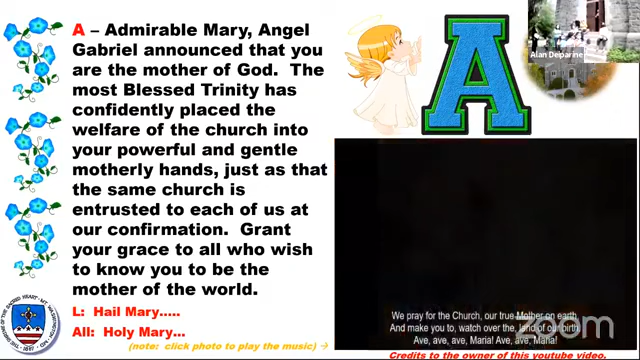 A – Admirable Mary, Angel
Gabriel announced that you
are the mother of God.  The
most Blessed Trinity has
confidently placed the
welfare of the church into
your powerful and gentle
motherly hands, just as that
the same church is
entrusted to each of us at
our confirmation.  Grant
your grace to all who wish
to know you to be the
mother of the world.
L:  Hail Mary.....
All:  Holy Mary...
(note:  click photo to play the music) →
A
Alan Deiparine
We pray for the Church, our true Mother on earth
And make you to, watch over the, land of our birth.
Ave, ave, ave, Maria! Ave, ave, Maria!
zoom
Credits to the owner of this youtube video.